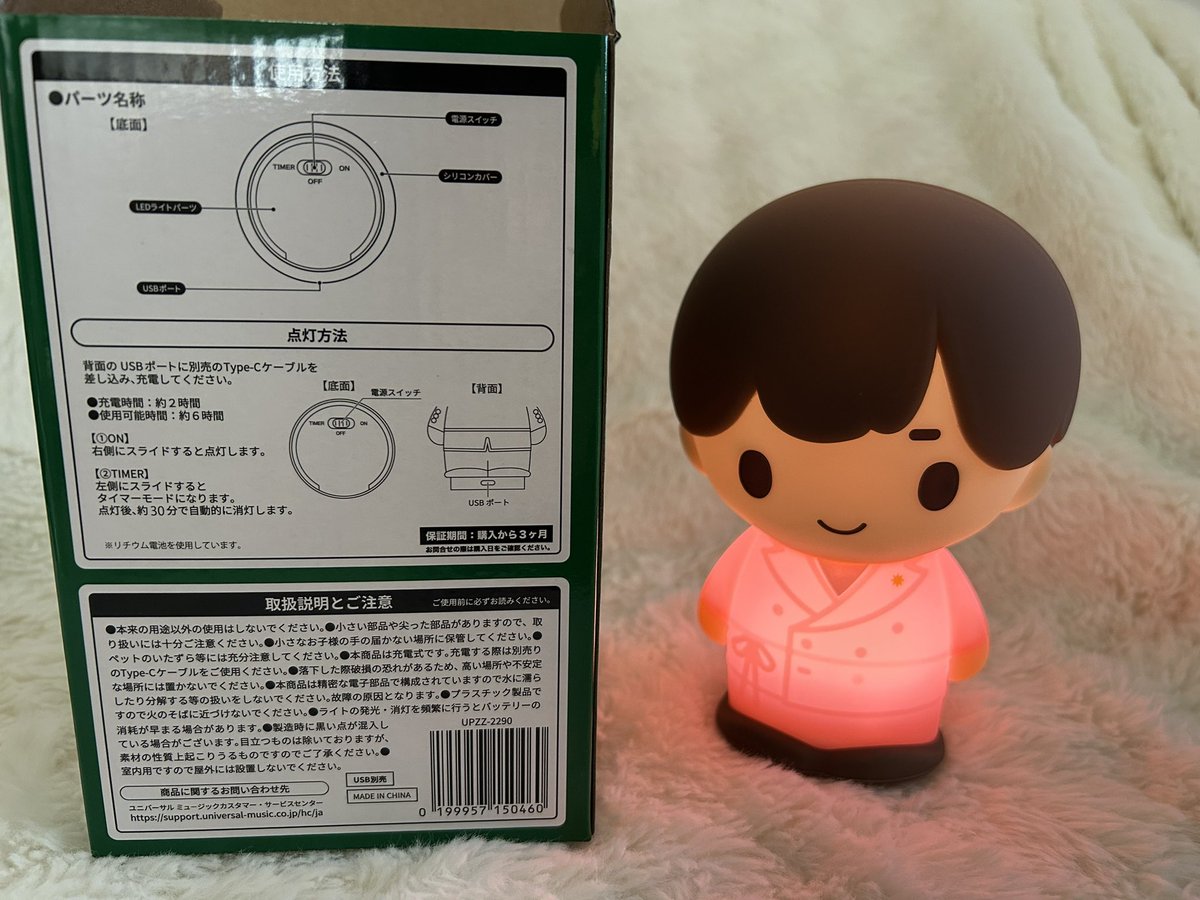 使用方法
●パーツ名称
【底面】
電源スイッチ
TIMER ON
OFF
シリコンカバー
LEDライトパーツ
USBポート
点灯方法
背面の USBポートに別売のType-Cケーブルを
差し込み、充電してください。
●充電時間：約２時間
●使用可能時間：約６時間
【①ON】
右側にスライドすると点灯します。
【②TIMER】
左側にスライドすると
タイマーモードになります。
点灯後、約30分で自動的に消灯します。
※リチウム電池を使用しています。
【底面】
電源スイッチ
TIMER ON
OFF
【背面】
USBポート
保証期間：購入から３ヶ月
お問合せの際は購入日をご確認ください。
取扱説明とご注意 ご使用前に必ずお読みください。
●本来の用途以外の使用はしないでください。●小さい部品や尖った部品がありますので、取
り扱いには十分ご注意ください。●小さなお子様の手の届かない場所に保管してください。●
ペットのいたずら等には充分注意してください。●本商品は充電式です。充電する際は別売り
のType-Cケーブルをご使用ください。●落下した際破損の恐れがあるため、高い場所や不安定
な場所には置かないでください。●本商品は精密な電子部品で構成されていますので水に濡ら
したり分解する等の扱いをしないでください。故障の原因となります。●プラスチック製品で
すので火のそばに近づけないでください。●ライトの発光・消灯を頻繁に行うとバッテリーの
消耗が早まる場合があります。●製造時に黒い点が混入し
ている場合がございます。目立つものは除いておりますが、
素材の性質上起こりうるものですのでご了承ください。●
室内用ですので屋外には設置しないでください。
商品に関するお問い合わせ先
ユニバーサル ミュージックカスタマー・サービスセンター
https://support.universal-music.co.jp/hc/ja
USB別売
MADE IN CHINA
UPZZ-2290
0 199957 150460